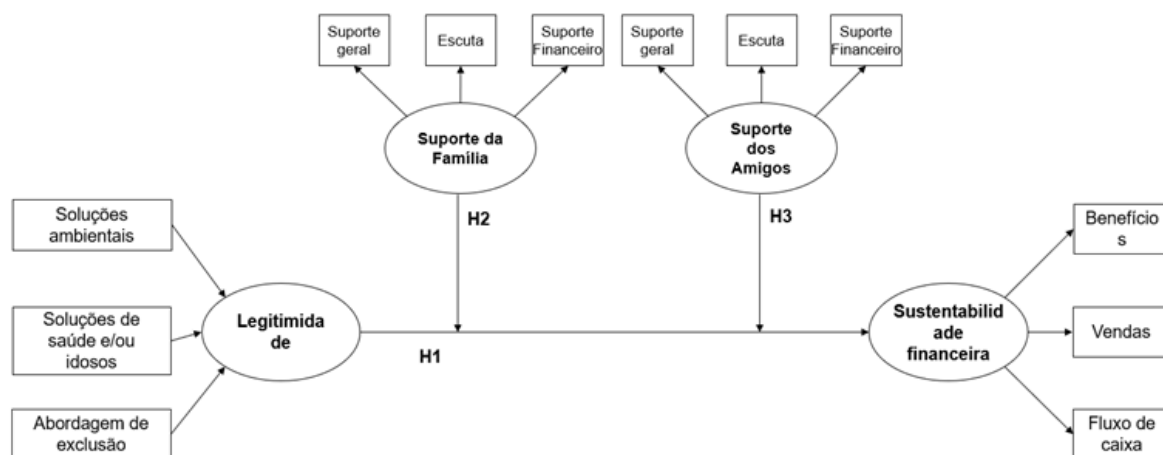 Suporte
geral
Escuta
Suporte
Financeiro
Suporte
geral
Escuta
Suporte
Financeiro
Suporte da
Família
Suporte
dos
Amigos
H2
H3
Soluções
ambientais
Soluções de
saúde e/ou
idosos
Abordagem de
exclusão
Legitimida
de
H1
Sustentabilid
ade
financeira
Benefício
s
Vendas
Fluxo de
caixa